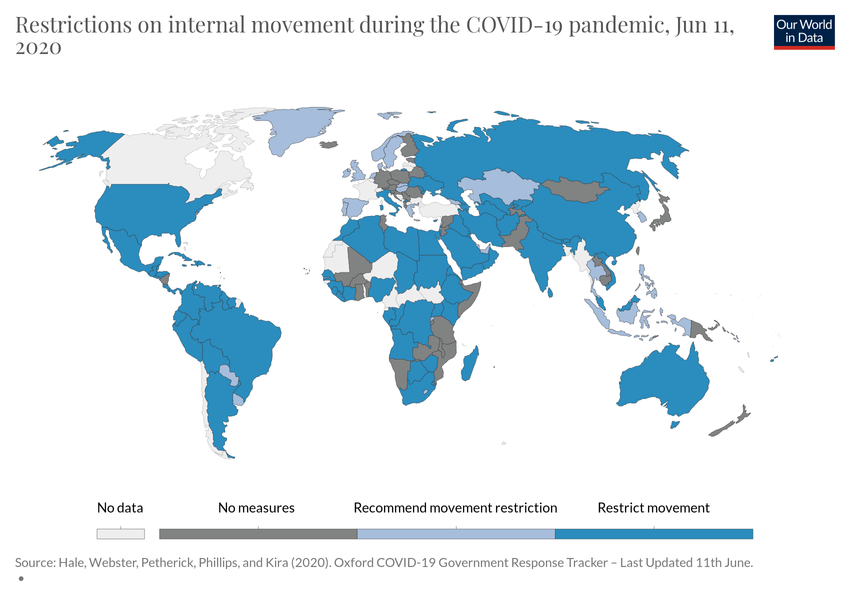 Restrictions on internal movement during the COVID-19 pandemic, Jun 11,
2020
Our World
in Data
No data
No measures
Recommend movement restriction
Restrict movement
Source: Hale, Webster, Petherick, Phillips, and Kira (2020). Oxford COVID-19 Government Response Tracker – Last Updated 11th June.
•